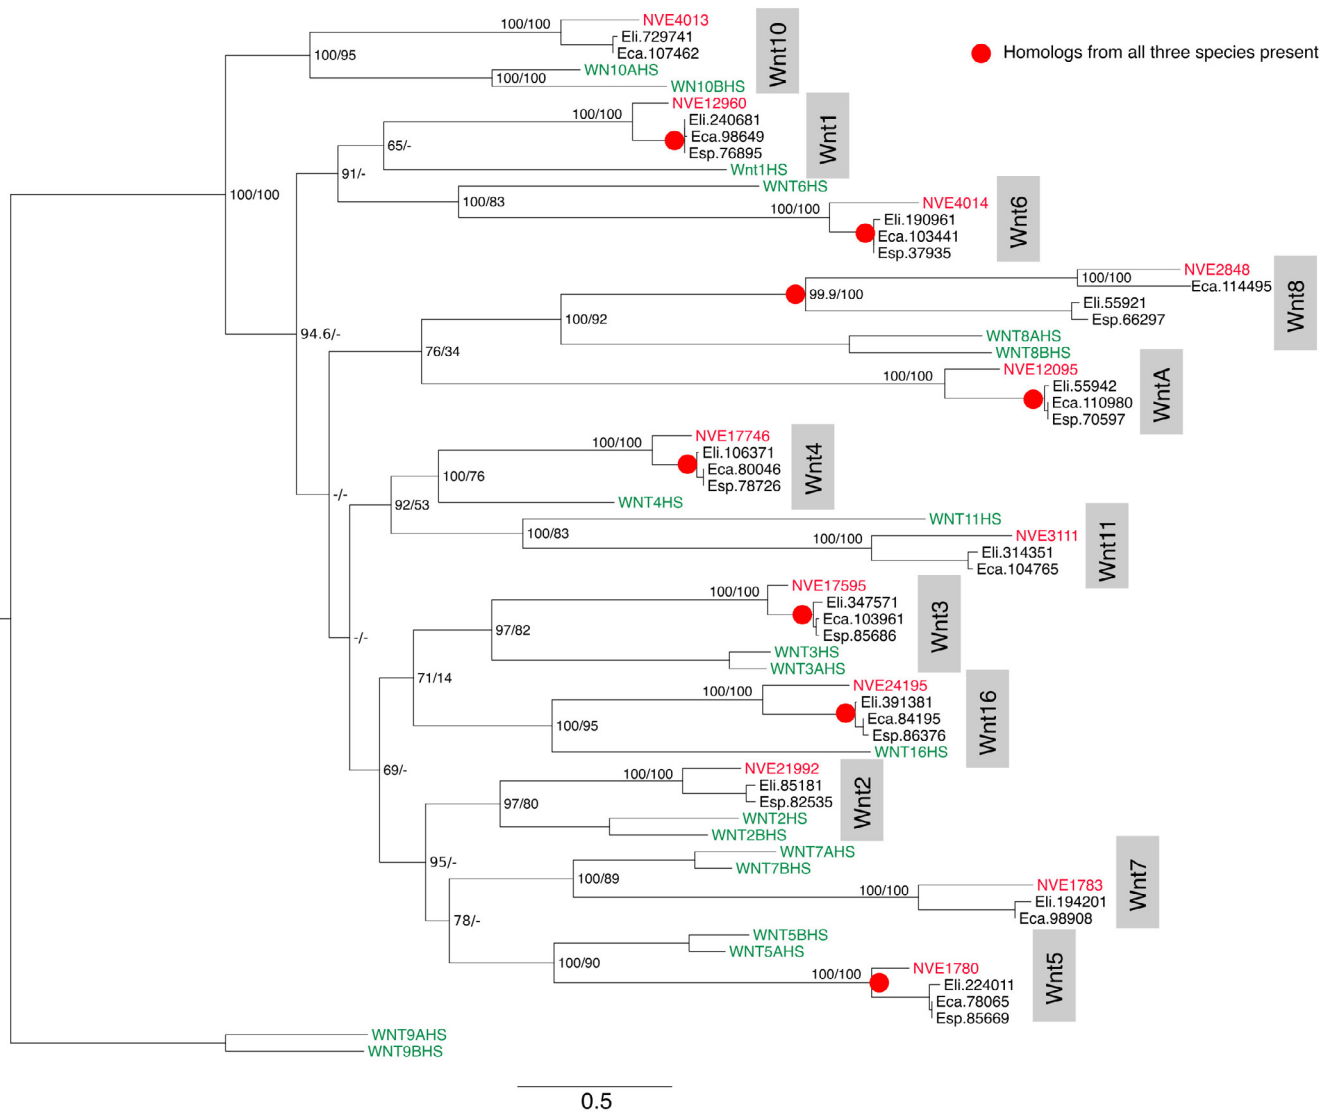 NVE4013
100/100
Eli.729741
Eca.107462
100/95
WN10AHS
100/100
WN10BHS
Wnt10
Homologs from all three species present
NVE12960
100/100
Eli.240681
Eca.98649
Esp.76895
65/-
Wnt1HS
Wnt1
91/-
WNT6HS
100/83
100/100
NVE4014
Eli.190961
Eca.103441
Esp.37935
Wnt6
100/100
NVE2848
100/100
Eca.114495
99.9/100
Eli.55921
Esp.66297
Wnt8
100/92
94.6/-
WNT8AHS
WNT8BHS
76/34
NVE12095
100/100
Eli.55942
Eca.110980
Esp.70597
WntA
NVE17746
100/100
Eli.106371
Eca.80046
Esp.78726
100/76
WNT4HS
Wnt4
-/-
92/53
WNT11HS
100/83
100/100
NVE3111
Eli.314351
Eca.104765
Wnt11
NVE17595
100/100
Eli.347571
Eca.103961
Esp.85686
97/82
-/-
WNT3HS
WNT3AHS
Wnt3
71/14
NVE24195
100/100
Eli.391381
Eca.84195
Esp.86376
100/95
WNT16HS
Wnt16
69/-
NVE21992
100/100
Eli.85181
Esp.82535
97/80
WNT2HS
WNT2BHS
Wnt2
95/-
WNT7AHS
WNT7BHS
100/89
NVE1783
100/100
Eli.194201
Eca.98908
Wnt7
78/-
WNT5BHS
WNT5AHS
100/90
NVE1780
100/100
Eli.224011
Eca.78065
Esp.85669
Wnt5
WNT9AHS
WNT9BHS
0.5